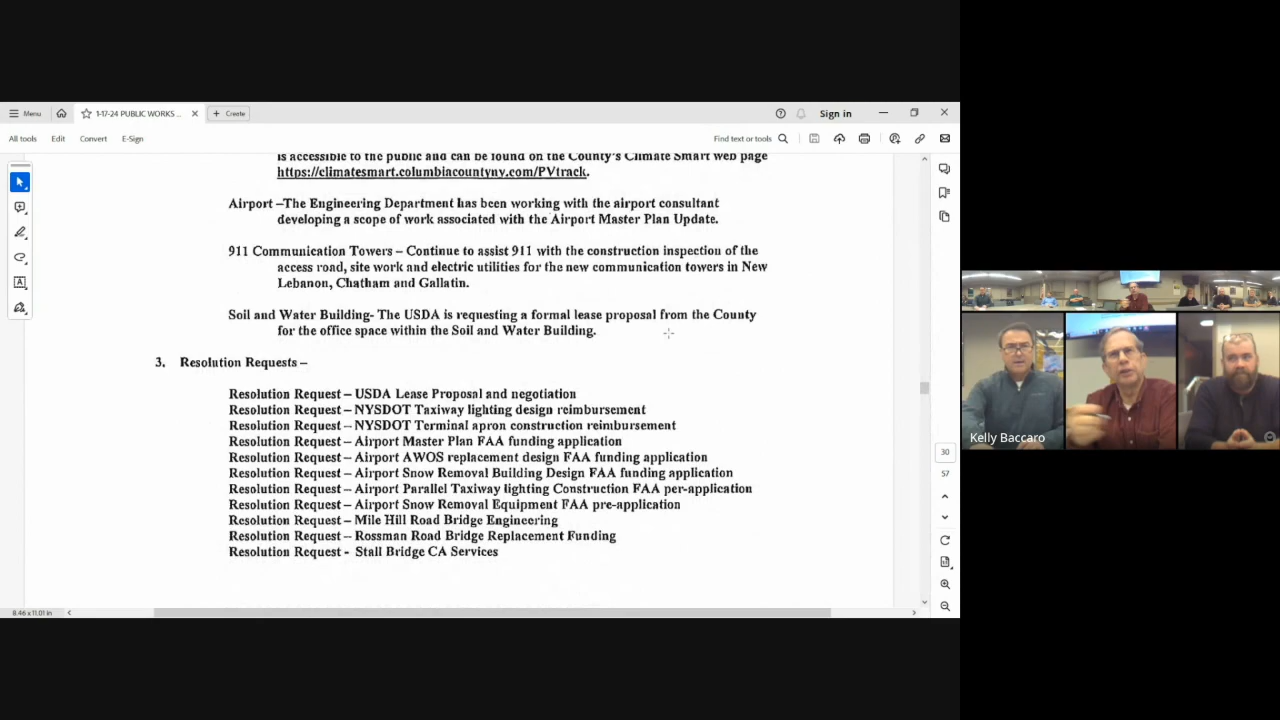 Menu
1-17-24 PUBLIC WORKS ...
Create
Sign in
All tools
Edit
Convert
E-Sign
Find text or tools
is accessible to the public and can be found on the County's Climate Smart web page
https://climatesmart.columbiacountyny.com/PVtrack.
Airport –The Engineering Department has been working with the airport consultant
developing a scope of work associated with the Airport Master Plan Update.
911 Communication Towers – Continue to assist 911 with the construction inspection of the
access road, site work and electric utilities for the new communication towers in New
Lebanon, Chatham and Gallatin.
Soil and Water Building- The USDA is requesting a formal lease proposal from the County
for the office space within the Soil and Water Building.
3. Resolution Requests –
Resolution Request – USDA Lease Proposal and negotiation
Resolution Request – NYSDOT Taxiway lighting design reimbursement
Resolution Request – NYSDOT Terminal apron construction reimbursement
Resolution Request – Airport Master Plan FAA funding application
Resolution Request – Airport AWOS replacement design FAA funding application
Resolution Request – Airport Snow Removal Building Design FAA funding application
Resolution Request – Airport Parallel Taxiway lighting Construction FAA per-application
Resolution Request – Airport Snow Removal Equipment FAA pre-application
Resolution Request – Mile Hill Road Bridge Engineering
Resolution Request – Rossman Road Bridge Replacement Funding
Resolution Request - Stall Bridge CA Services
30
57
8.46 x 11.01 in
Kelly Baccaro